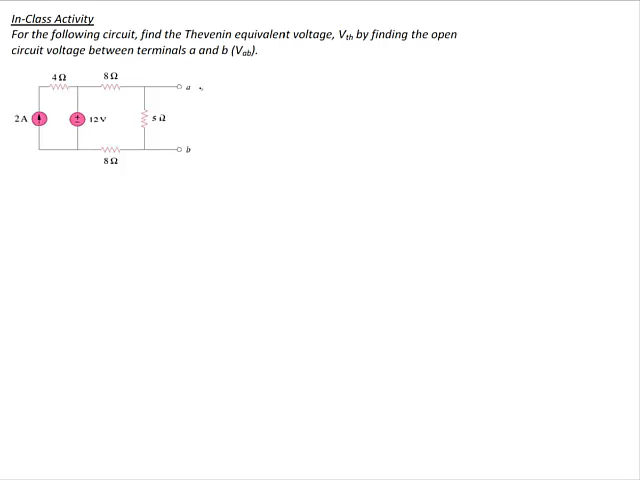 In-Class Activity
For the following circuit, find the Thevenin equivalent voltage, Vth by finding the open
circuit voltage between terminals a and b (Vab).
4 Ω
8 Ω
a
2 A
+
−
12 V
5 Ω
b
8 Ω